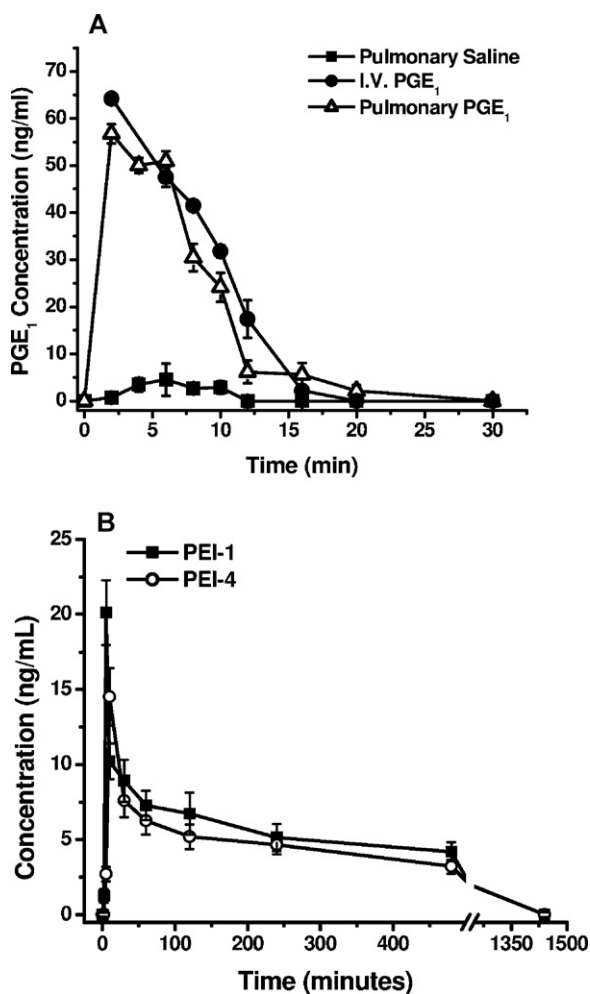 A
Pulmonary Saline
I.V. PGE₁
Pulmonary PGE₁
PGE₁ Concentration (ng/ml)
70
60
50
40
30
20
10
0
0 5 10 15 20 25 30
Time (min)
B
PEI-1
PEI-4
Concentration (ng/mL)
25
20
15
10
5
0
0 100 200 300 400 1350 1500
Time (minutes)